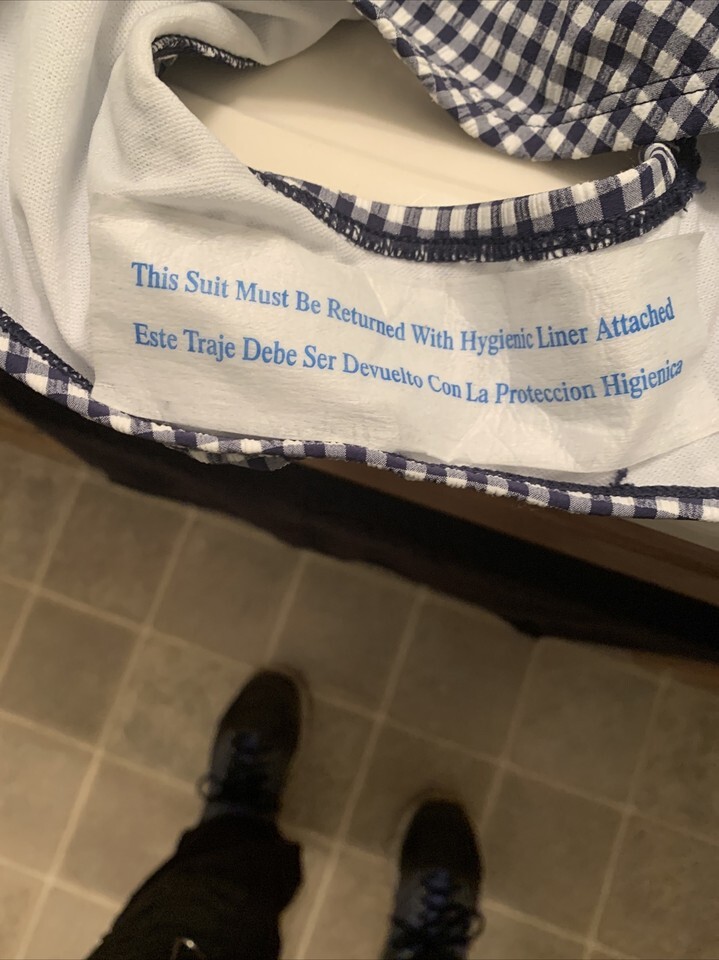 This Suit Must Be Returned With Hygienic Liner Attached
Este Traje Debe Ser Devuelto Con La Proteccion Higienica